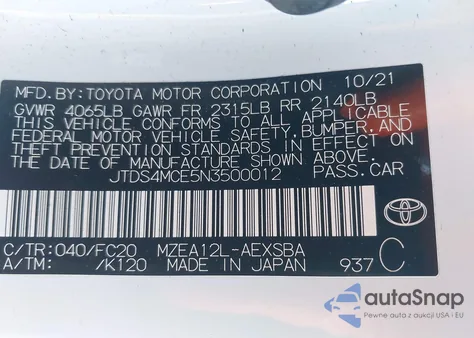 MFD.BY:TOYOTA MOTOR CORPORATION 10/21
GVWR 4065LB GAWR FR 2315LB RR 2140LB
THIS VEHICLE CONFORMS TO ALL APPLICABLE
FEDERAL MOTOR VEHICLE SAFETY, BUMPER, AND
THEFT PREVENTION STANDARDS IN EFFECT ON
THE DATE OF MANUFACTURE SHOWN ABOVE.
JTDS4MCE5N3500012 PASS.CAR
C/TR:040/FC20 MZEA12L-AEXSBA
A/TM: /K120 MADE IN JAPAN 937 C
TOYOTA
autoSnap
Pewne auta z USA i EU